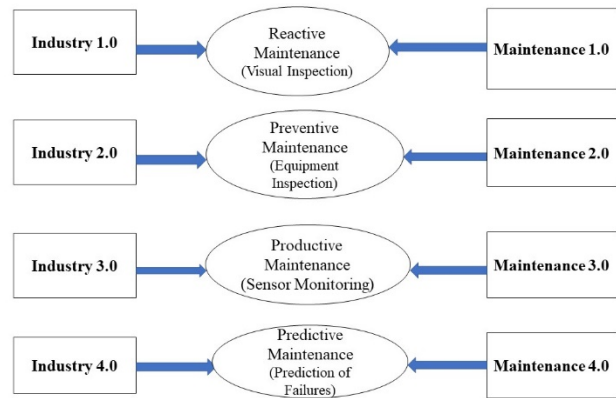 Industry 1.0
Reactive
Maintenance
(Visual Inspection)
Maintenance 1.0
Industry 2.0
Preventive
Maintenance
(Equipment
Inspection)
Maintenance 2.0
Industry 3.0
Productive
Maintenance
(Sensor Monitoring)
Maintenance 3.0
Industry 4.0
Predictive
Maintenance
(Prediction of
Failures)
Maintenance 4.0